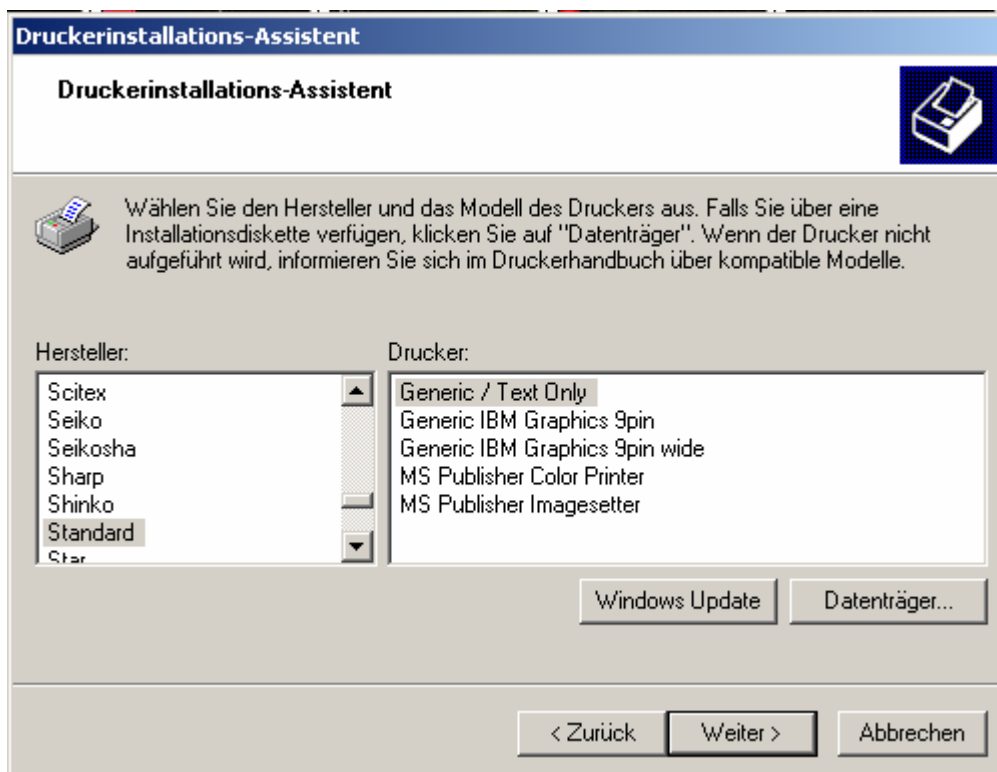 Druckerinstallations-Assistent
Druckerinstallations-Assistent
Wählen Sie den Hersteller und das Modell des Druckers aus. Falls Sie über eine
Installationsdiskette verfügen, klicken Sie auf "Datenträger". Wenn der Drucker nicht
aufgeführt wird, informieren Sie sich im Druckerhandbuch über kompatible Modelle.
Hersteller:
Scitex
Seiko
Seikosha
Sharp
Shinko
Standard
Star
Drucker:
Generic / Text Only
Generic IBM Graphics 9pin
Generic IBM Graphics 9pin wide
MS Publisher Color Printer
MS Publisher Imagesetter
Windows Update
Datenträger...
< Zurück
Weiter >
Abbrechen